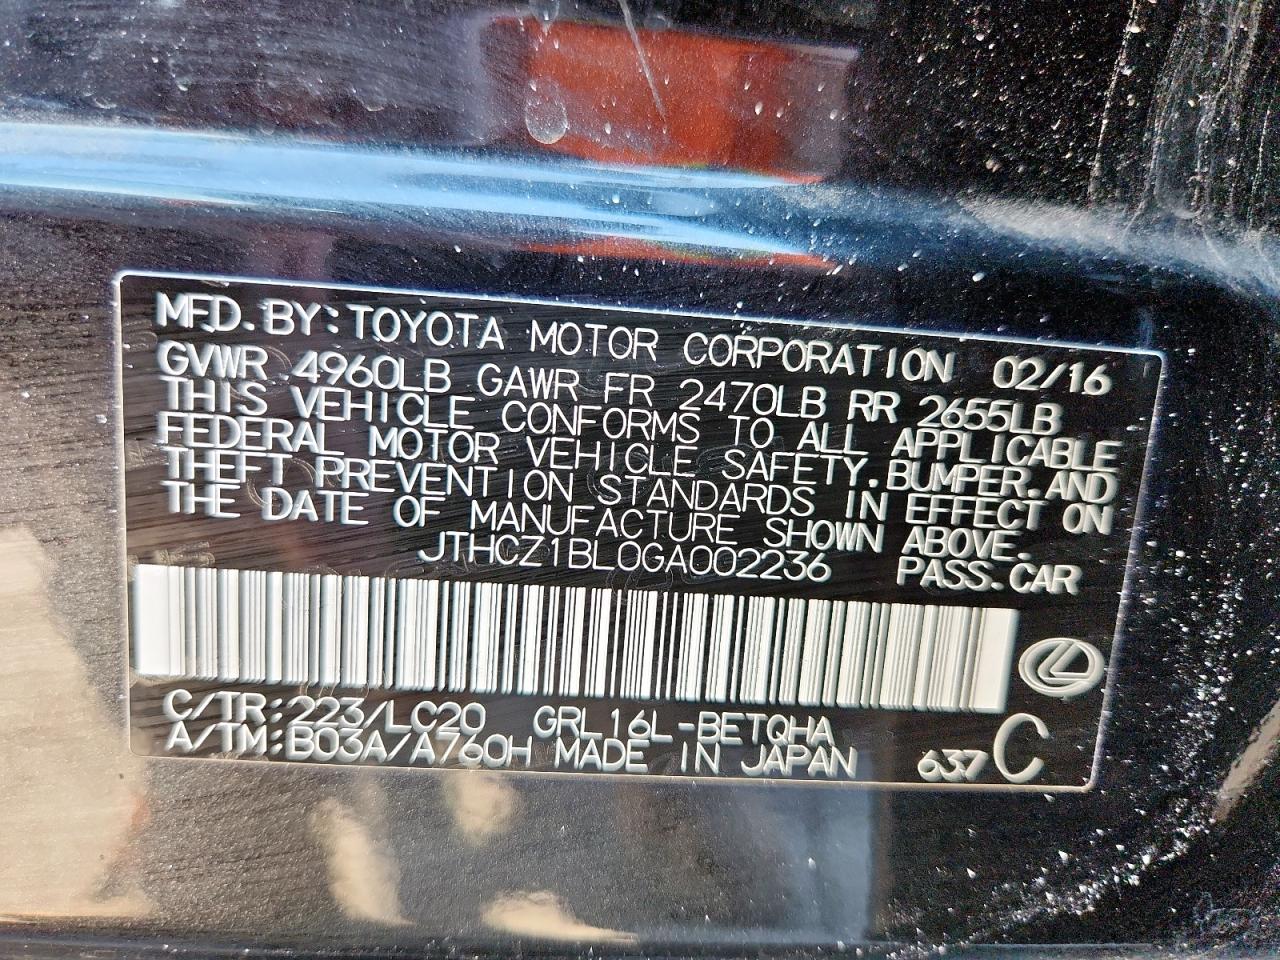 MFD. BY: TOYOTA MOTOR CORPORATION 02/16
GVWR 4960LB GAWR FR 2470LB RR 2655LB
THIS VEHICLE CONFORMS TO ALL APPLICABLE
FEDERAL MOTOR VEHICLE SAFETY, BUMPER, AND
THEFT PREVENTION STANDARDS IN EFFECT ON
THE DATE OF MANUFACTURE SHOWN ABOVE.
JTHCZ1BL0GA002236 PASS. CAR
C/TR: 223/LC20 GRL16L-BETQHA
A/TM: B03A/A760H MADE IN JAPAN 637 C